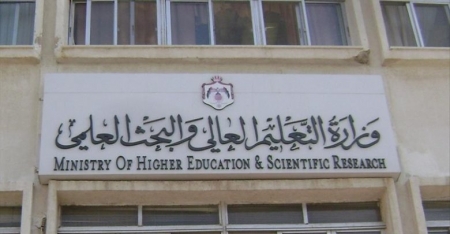 وزارة التعليم العالي والبحث العلمي
MINISTRY OF HIGHER EDUCATION & SCIENTIFIC RESEARCH